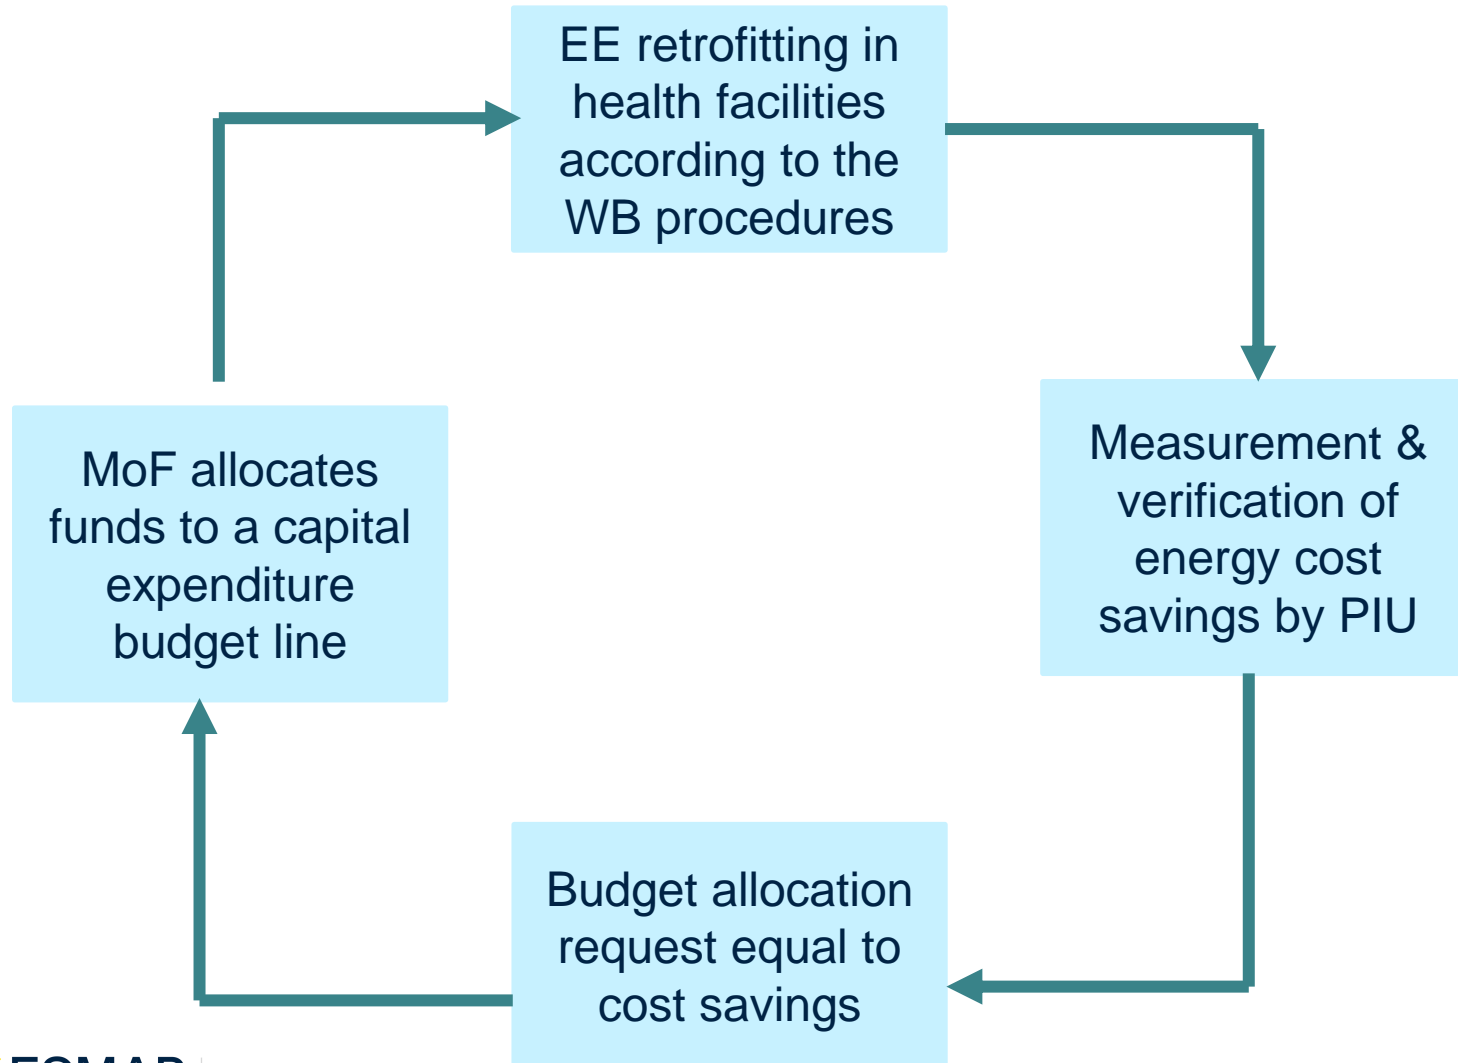 EE retrofitting in
health facilities
according to the
WB procedures
Measurement &
verification of
energy cost
savings by PIU
MoF allocates
funds to a capital
expenditure
budget line
Budget allocation
request equal to
cost savings